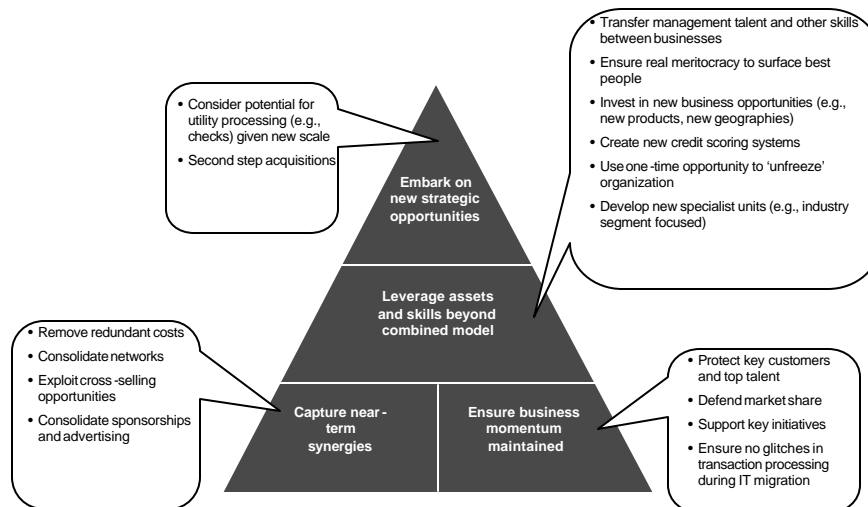 • Consider potential for
utility processing (e.g.,
checks) given new scale
• Second step acquisitions
• Transfer management talent and other skills
between businesses
• Ensure real meritocracy to surface best
people
• Invest in new business opportunities (e.g.,
new products, new geographies)
• Create new credit scoring systems
• Use one-time opportunity to ‘unfreeze’
organization
• Develop new specialist units (e.g., industry
segment focused)
Embark on
new strategic
opportunities
Leverage assets
and skills beyond
combined model
• Remove redundant costs
• Consolidate networks
• Exploit cross-selling
opportunities
• Consolidate sponsorships
and advertising
Capture near-
term
synergies
Ensure business
momentum
maintained
• Protect key customers
and top talent
• Defend market share
• Support key initiatives
• Ensure no glitches in
transaction processing
during IT migration